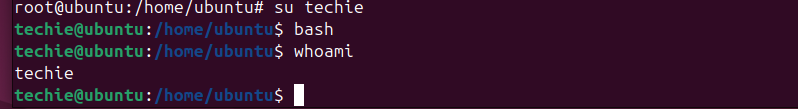 root@ubuntu:/home/ubuntu# su techie
techie@ubuntu:/home/ubuntu$ bash
techie@ubuntu:/home/ubuntu$ whoami
techie
techie@ubuntu:/home/ubuntu$